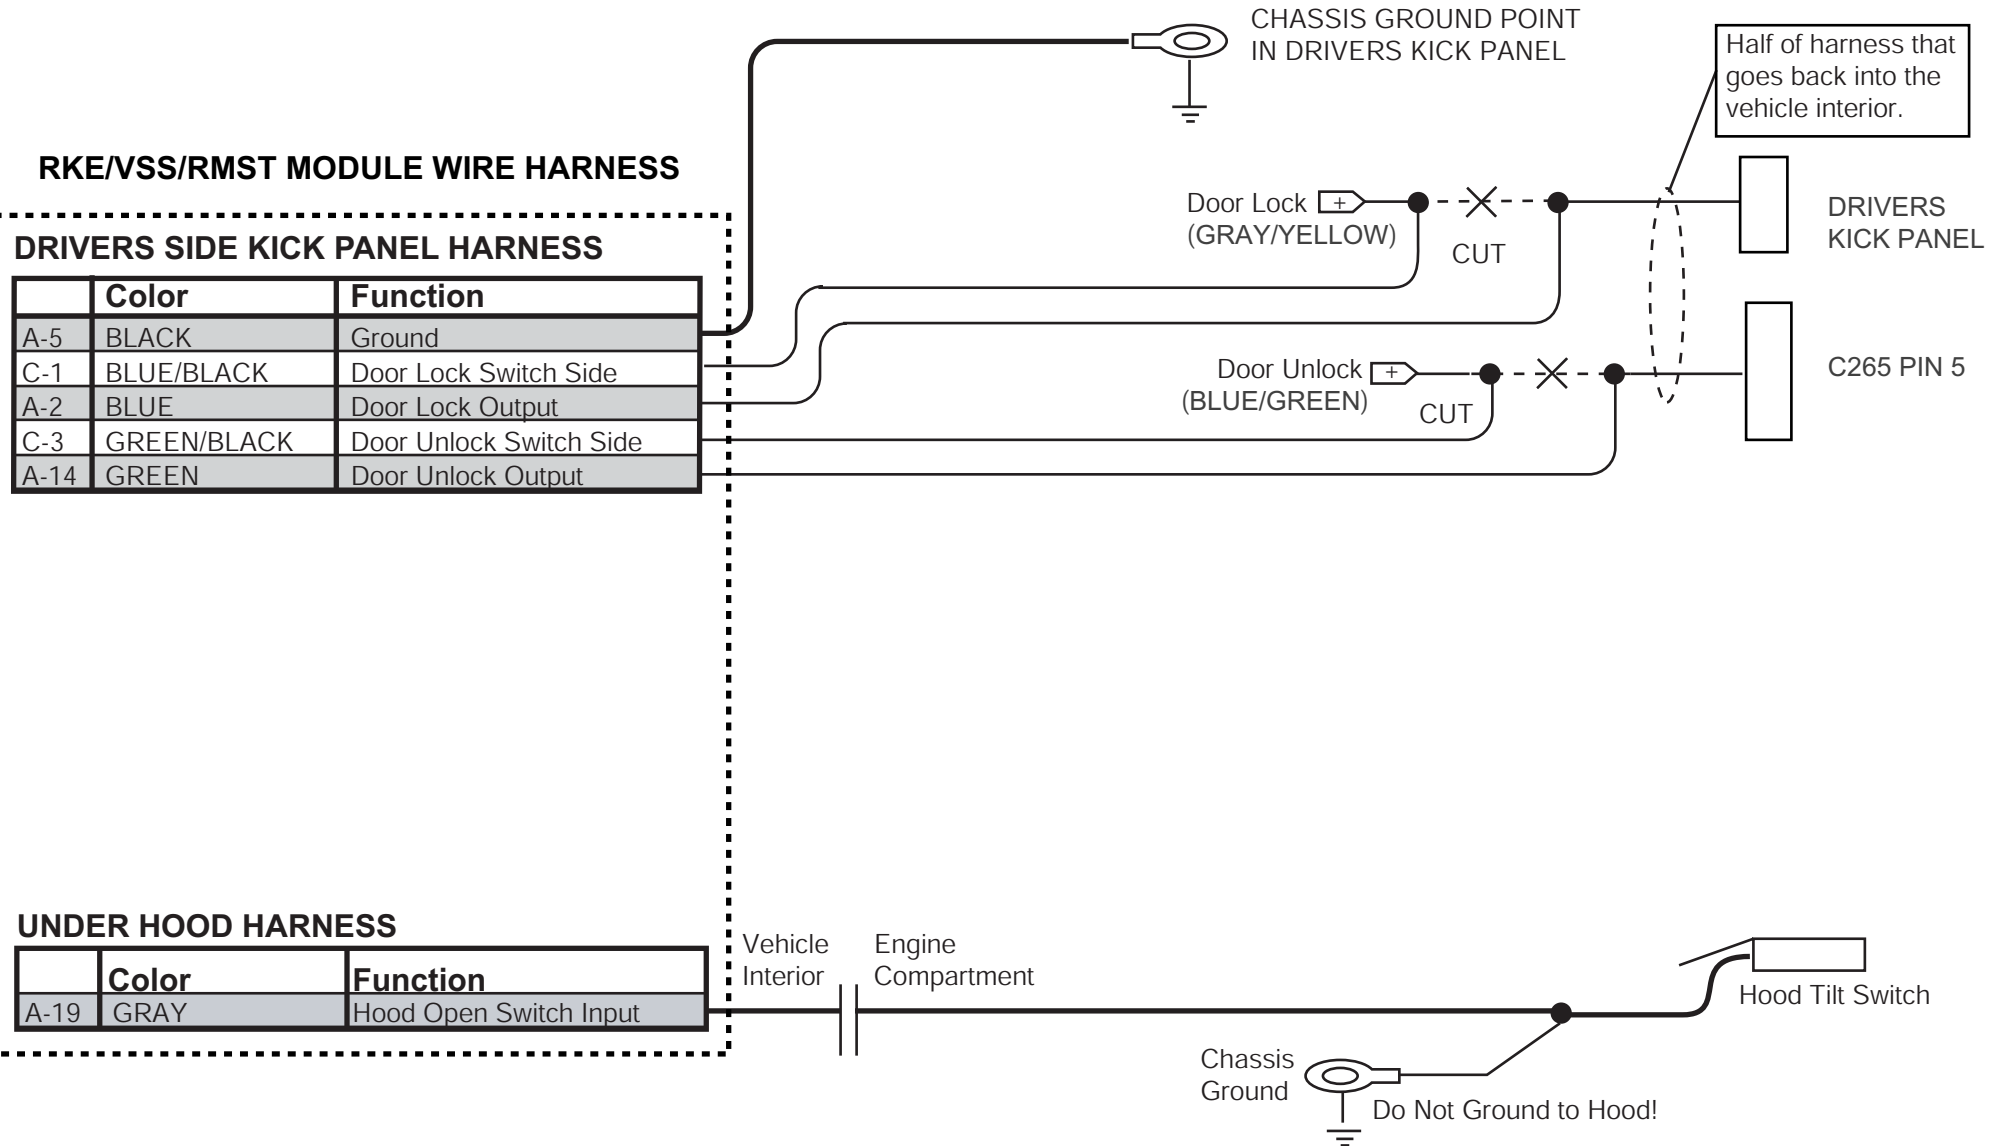 CHASSIS GROUND POINT
IN DRIVERS KICK PANEL
Half of harness that
goes back into the
vehicle interior.
RKE/VSS/RMST MODULE WIRE HARNESS
DRIVERS SIDE KICK PANEL HARNESS
Color Function
A-5 BLACK Ground
C-1 BLUE/BLACK Door Lock Switch Side
A-2 BLUE Door Lock Output
C-3 GREEN/BLACK Door Unlock Switch Side
A-14 GREEN Door Unlock Output
Door Lock +
(GRAY/YELLOW)
CUT
DRIVERS
KICK PANEL
Door Unlock +
(BLUE/GREEN)
CUT
C265 PIN 5
UNDER HOOD HARNESS
Color Function
A-19 GRAY Hood Open Switch Input
Vehicle
Interior
Engine
Compartment
Hood Tilt Switch
Chassis
Ground
Do Not Ground to Hood!